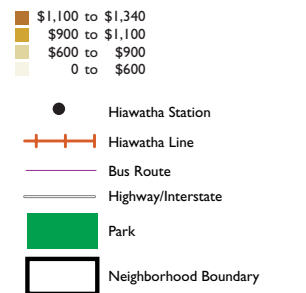 $1,100 to $1,340
$900 to $1,100
$600 to $900
0 to $600
Hiawatha Station
Hiawatha Line
Bus Route
Highway/Interstate
Park
Neighborhood Boundary